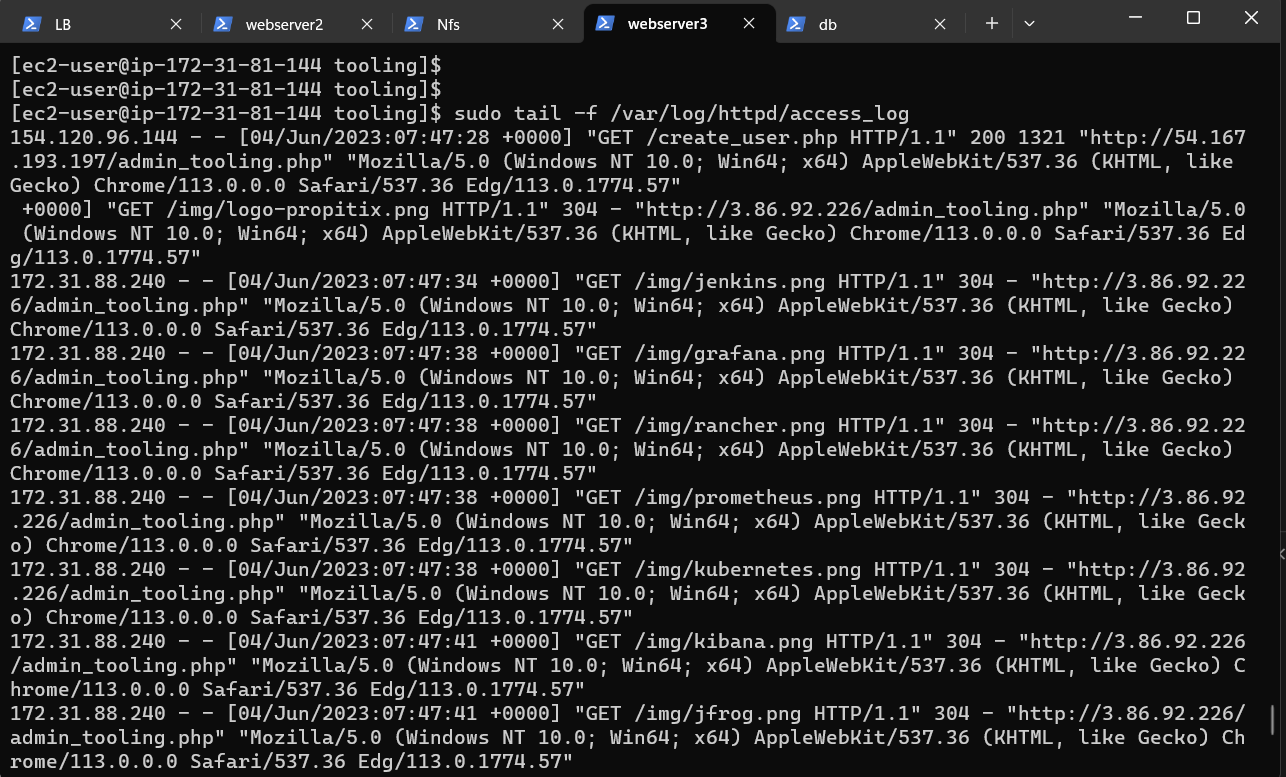 LB webserver2 Nfs webserver3 db
[ec2-user@ip-172-31-81-144 tooling]$
[ec2-user@ip-172-31-81-144 tooling]$
[ec2-user@ip-172-31-81-144 tooling]$ sudo tail -f /var/log/httpd/access_log
154.120.96.144 - - [04/Jun/2023:07:47:28 +0000] "GET /create_user.php HTTP/1.1" 200 1321 "http://54.167
.193.197/admin_tooling.php" "Mozilla/5.0 (Windows NT 10.0; Win64; x64) AppleWebKit/537.36 (KHTML, like
Gecko) Chrome/113.0.0.0 Safari/537.36 Edg/113.0.1774.57"
 +0000] "GET /img/logo-propitix.png HTTP/1.1" 304 - "http://3.86.92.226/admin_tooling.php" "Mozilla/5.0
 (Windows NT 10.0; Win64; x64) AppleWebKit/537.36 (KHTML, like Gecko) Chrome/113.0.0.0 Safari/537.36 Ed
g/113.0.1774.57"
172.31.88.240 - - [04/Jun/2023:07:47:34 +0000] "GET /img/jenkins.png HTTP/1.1" 304 - "http://3.86.92.22
6/admin_tooling.php" "Mozilla/5.0 (Windows NT 10.0; Win64; x64) AppleWebKit/537.36 (KHTML, like Gecko)
Chrome/113.0.0.0 Safari/537.36 Edg/113.0.1774.57"
172.31.88.240 - - [04/Jun/2023:07:47:38 +0000] "GET /img/grafana.png HTTP/1.1" 304 - "http://3.86.92.22
6/admin_tooling.php" "Mozilla/5.0 (Windows NT 10.0; Win64; x64) AppleWebKit/537.36 (KHTML, like Gecko)
Chrome/113.0.0.0 Safari/537.36 Edg/113.0.1774.57"
172.31.88.240 - - [04/Jun/2023:07:47:38 +0000] "GET /img/rancher.png HTTP/1.1" 304 - "http://3.86.92.22
6/admin_tooling.php" "Mozilla/5.0 (Windows NT 10.0; Win64; x64) AppleWebKit/537.36 (KHTML, like Gecko)
Chrome/113.0.0.0 Safari/537.36 Edg/113.0.1774.57"
172.31.88.240 - - [04/Jun/2023:07:47:38 +0000] "GET /img/prometheus.png HTTP/1.1" 304 - "http://3.86.92
.226/admin_tooling.php" "Mozilla/5.0 (Windows NT 10.0; Win64; x64) AppleWebKit/537.36 (KHTML, like Geck
o) Chrome/113.0.0.0 Safari/537.36 Edg/113.0.1774.57"
172.31.88.240 - - [04/Jun/2023:07:47:38 +0000] "GET /img/kubernetes.png HTTP/1.1" 304 - "http://3.86.92
.226/admin_tooling.php" "Mozilla/5.0 (Windows NT 10.0; Win64; x64) AppleWebKit/537.36 (KHTML, like Geck
o) Chrome/113.0.0.0 Safari/537.36 Edg/113.0.1774.57"
172.31.88.240 - - [04/Jun/2023:07:47:41 +0000] "GET /img/kibana.png HTTP/1.1" 304 - "http://3.86.92.226
/admin_tooling.php" "Mozilla/5.0 (Windows NT 10.0; Win64; x64) AppleWebKit/537.36 (KHTML, like Gecko) C
hrome/113.0.0.0 Safari/537.36 Edg/113.0.1774.57"
172.31.88.240 - - [04/Jun/2023:07:47:41 +0000] "GET /img/jfrog.png HTTP/1.1" 304 - "http://3.86.92.226/
admin_tooling.php" "Mozilla/5.0 (Windows NT 10.0; Win64; x64) AppleWebKit/537.36 (KHTML, like Gecko) Ch
rome/113.0.0.0 Safari/537.36 Edg/113.0.1774.57"